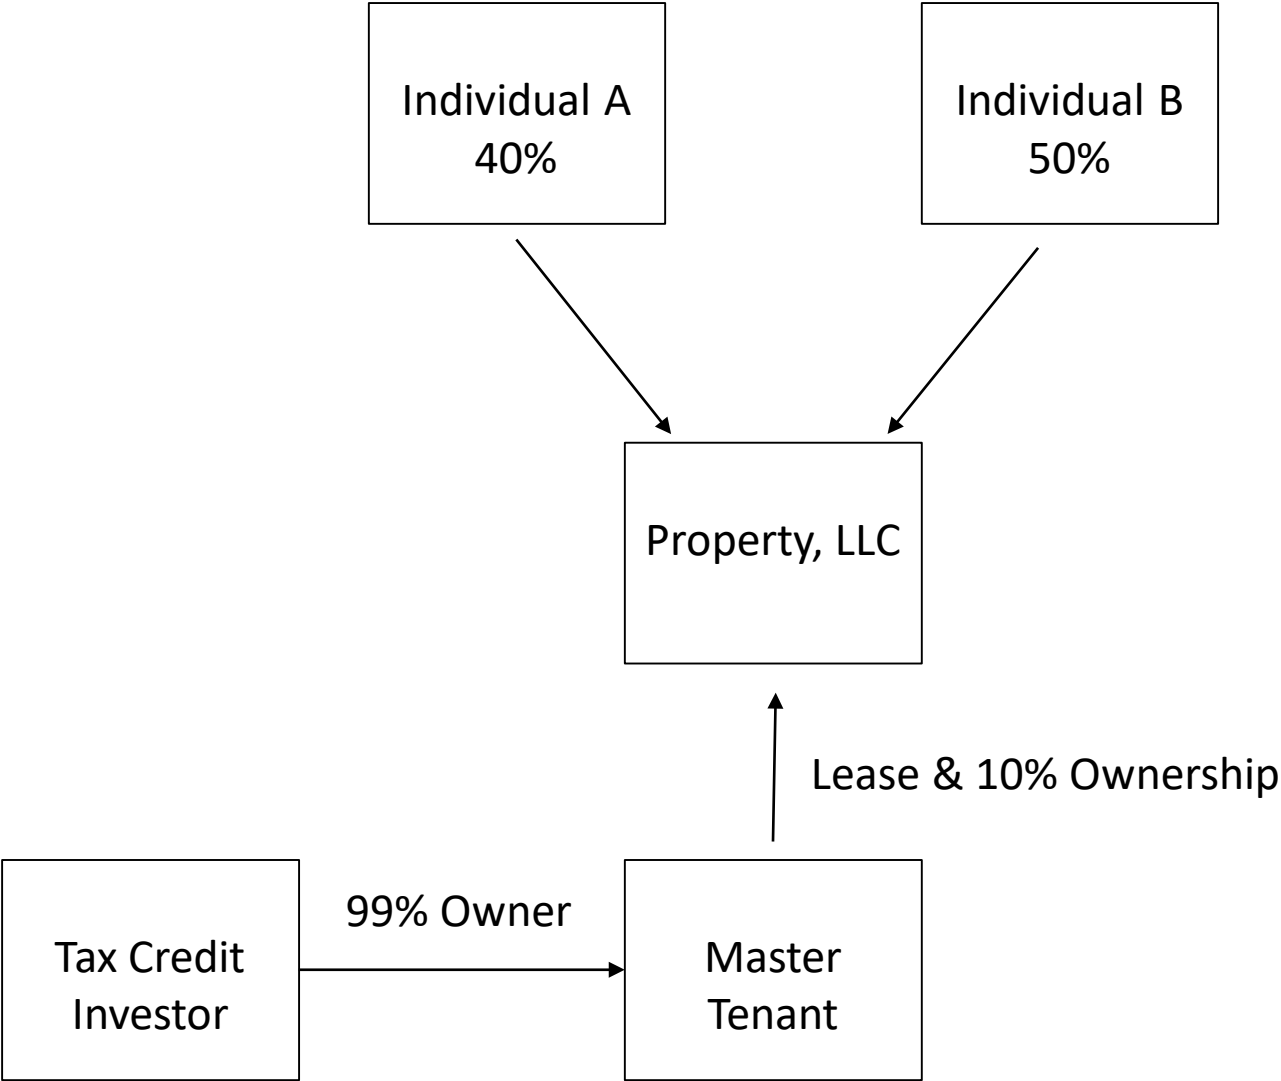 Individual A
40%
Individual B
50%
Property, LLC
Lease & 10% Ownership
99% Owner
Tax Credit
Investor
Master
Tenant